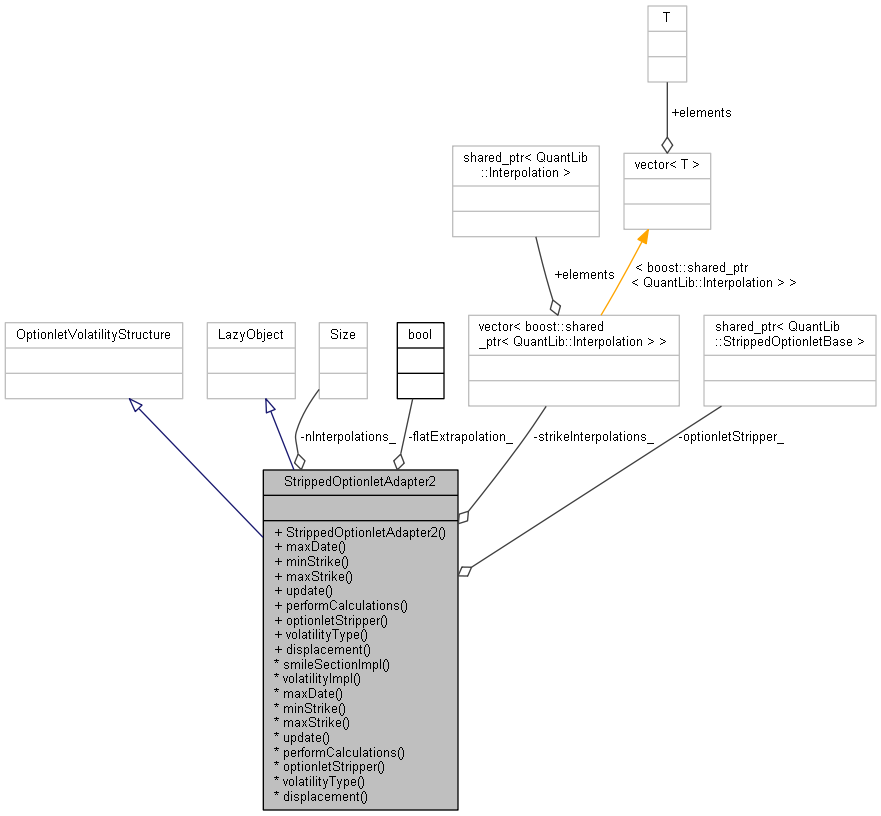 T
+elements
shared_ptr< QuantLib
::Interpolation >
vector< T >
+elements
< boost::shared_ptr
< QuantLib::Interpolation > >
OptionletVolatilityStructure
LazyObject
Size
bool
vector< boost::shared
_ptr< QuantLib::Interpolation > >
shared_ptr< QuantLib
::StrippedOptionletBase >
-nInterpolations_
-flatExtrapolation_
-strikeInterpolations_
-optionletStripper_
StrippedOptionletAdapter2
+ StrippedOptionletAdapter2()
+ maxDate()
+ minStrike()
+ maxStrike()
+ update()
+ performCalculations()
+ optionletStripper()
+ volatilityType()
+ displacement()
* smileSectionImpl()
* volatilityImpl()
* maxDate()
* minStrike()
* maxStrike()
* update()
* performCalculations()
* optionletStripper()
* volatilityType()
* displacement()